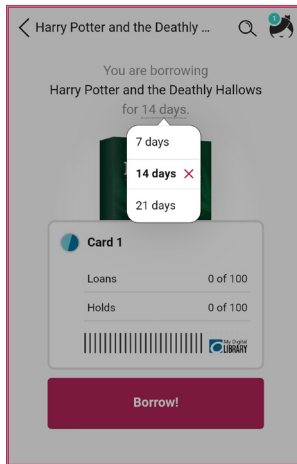 Harry Potter and the Deathly ...
1
You are borrowing
Harry Potter and the Deathly Hallows
for 14 days.
7 days
14 days
21 days
Card 1
Loans 0 of 100
Holds 0 of 100
My Digital
LIBRARY
Borrow!